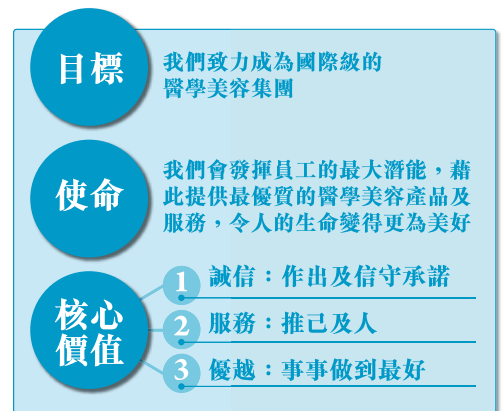 目標
我們致力成為國際級的
醫學美容集團
使命
我們會發揮員工的最大潛能，藉
此提供最優質的醫學美容產品及
服務，令人的生命變得更為美好
核心
價值
1 誠信：作出及信守承諾
2 服務：推己及人
3 優越：事事做到最好